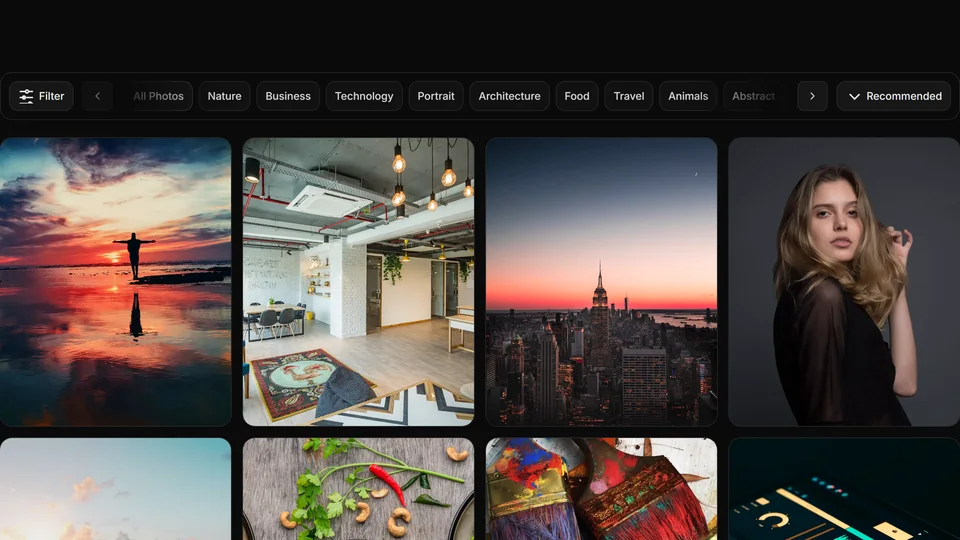 Filter
All Photos
Nature
Business
Technology
Portrait
Architecture
Food
Travel
Animals
Abstract
Recommended